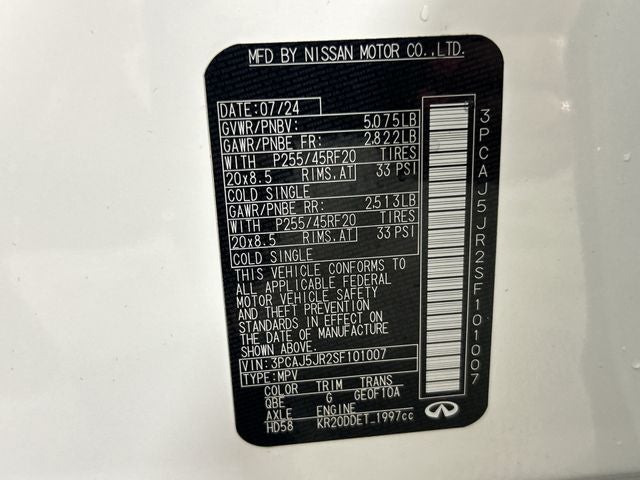 MFD BY NISSAN MOTOR CO.,LTD.
DATE:07/24
GVWR/PNBV: 5,075LB
GAWR/PNBE FR: 2,822LB
WITH P255/45RF20 TIRES
20x8.5 RIMS.AT 33 PSI
COLD SINGLE
GAWR/PNBE RR: 2,513LB
WITH P255/45RF20 TIRES
20x8.5 RIMS.AT 33 PSI
COLD SINGLE
THIS VEHICLE CONFORMS TO
ALL APPLICABLE FEDERAL
MOTOR VEHICLE SAFETY
AND THEFT PREVENTION
STANDARDS IN EFFECT ON
THE DATE OF MANUFACTURE
SHOWN ABOVE.
VIN:3PCAJ5JR2SF101007
TYPE:MPV
COLOR TRIM TRANS
QBE G GEOF10A
AXLE ENGINE
HD58 KR20DDET_1997cc
3PCAJ5JR2SF101007